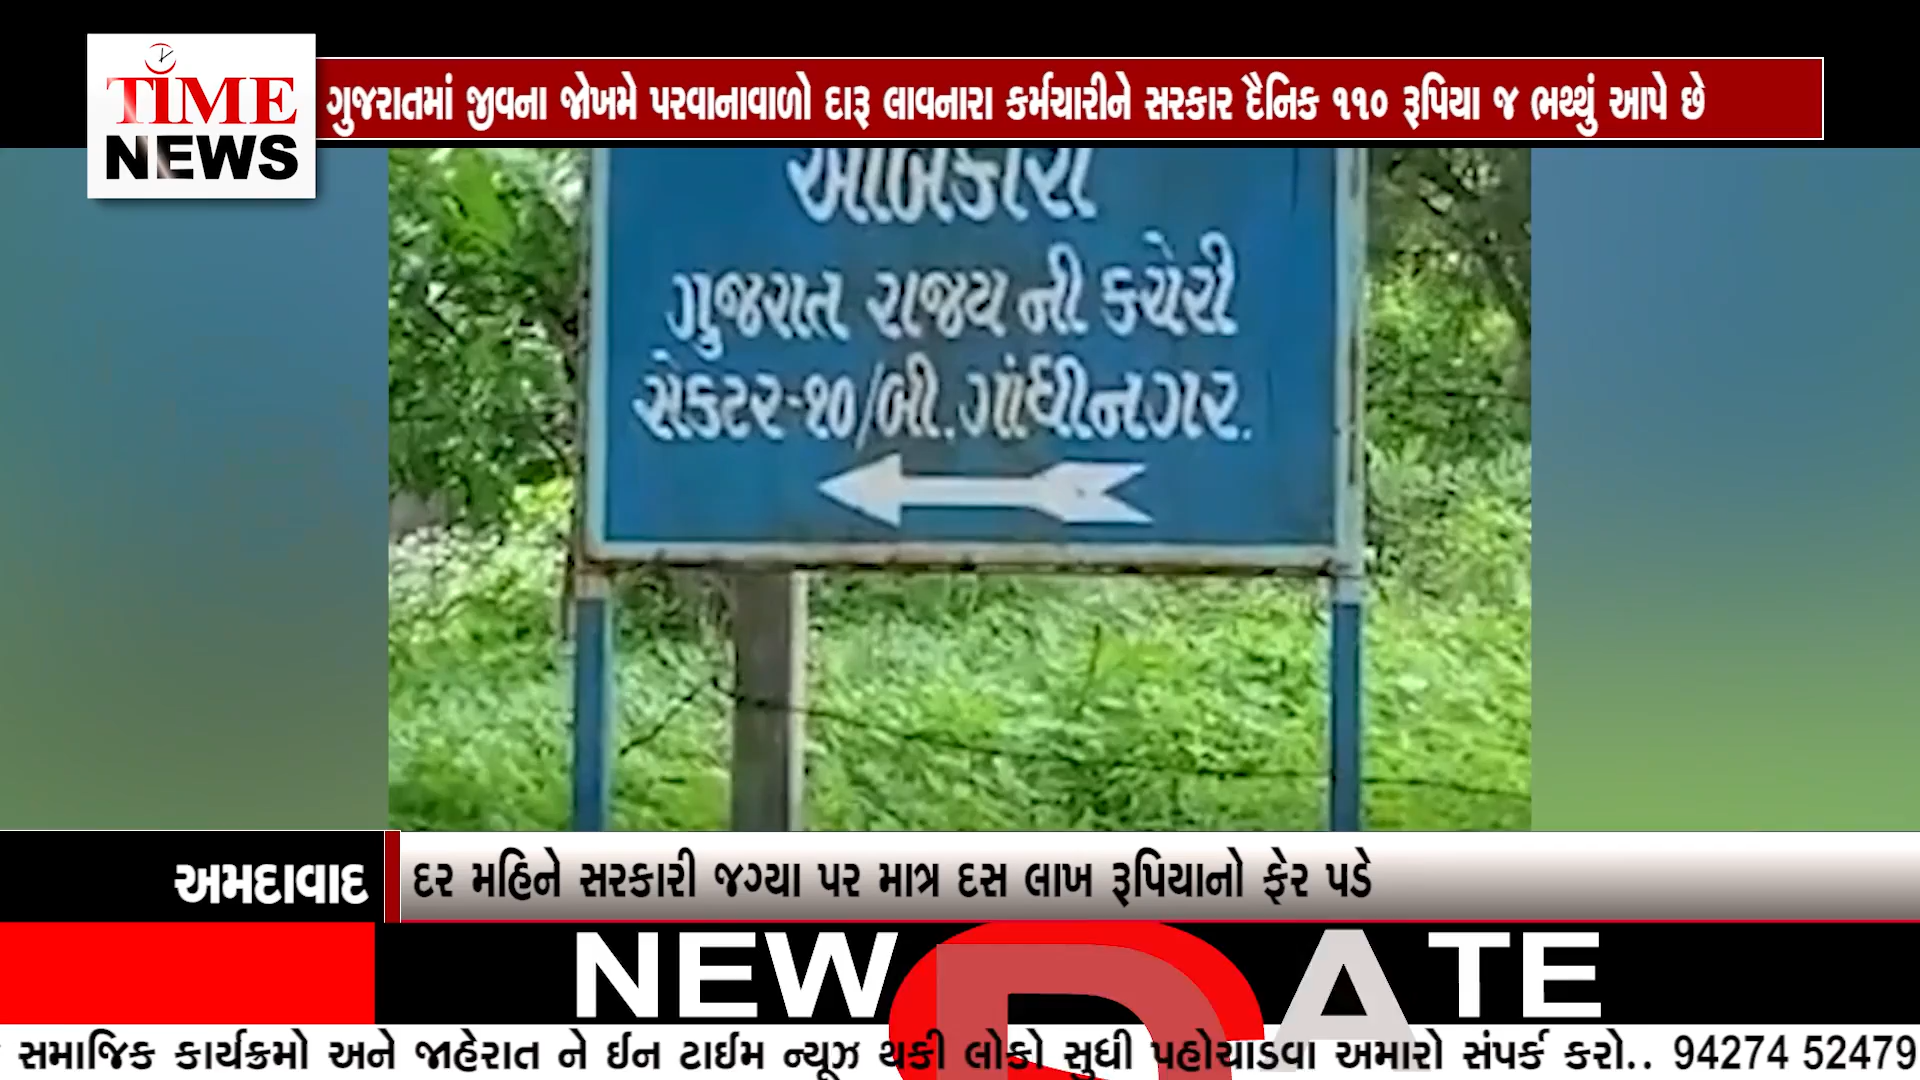 TIME
NEWS
ગુજરાતમાં જીવના જોખમે પરવાનાવાળો દારૂ લાવનારા કર્મચારીને સરકાર દૈનિક ૧૧૦ રૂપિયા જ ભથ્થું આપે છે
આબકારી
ગુજરાત રાજય ની કચેરી
સેકટર-૧૦/બી.ગાંધીનગર.
અમદાવાદ
દર મહિને સરકારી જગ્યા પર માત્ર દસ લાખ રૂપિયાનો ફેર પડે
NEW
ATE
સમાજિક કાર્યક્રમો અને જાહેરાત ને ઈન ટાઈમ ન્યૂઝ થકી લોકો સુધી પહોચાડવા અમારો સંપર્ક કરો.. 94274 52479